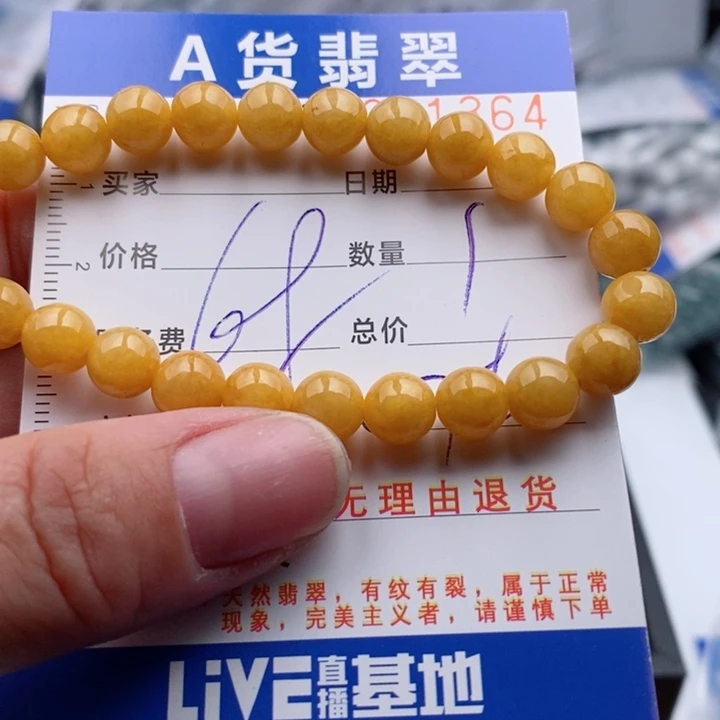 A货翡翠
1364
1 买家 日期
2 价格 数量
费 总价
无理由退货
天然翡翠，有纹有裂，属于正常
现象，完美主义者，请谨慎下单
LiVE直播基地